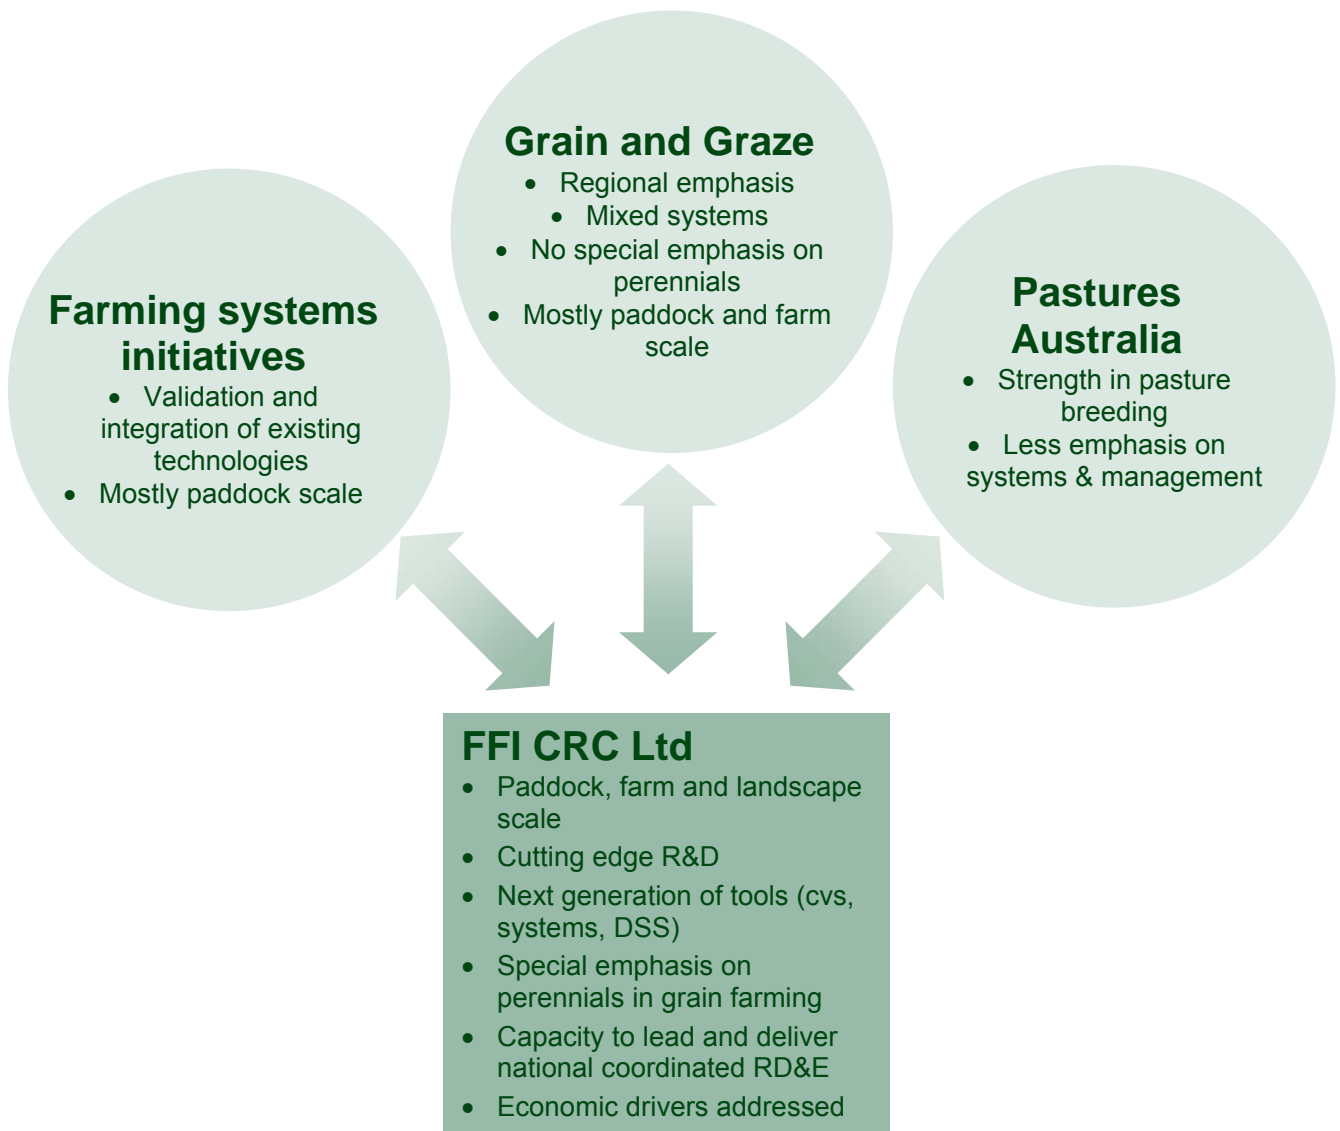 Grain and Graze
• Regional emphasis
• Mixed systems
• No special emphasis on
perennials
• Mostly paddock and farm
scale
Farming systems
initiatives
• Validation and
integration of existing
technologies
• Mostly paddock scale
Pastures
Australia
• Strength in pasture
breeding
• Less emphasis on
systems & management
FFI CRC Ltd
• Paddock, farm and landscape
scale
• Cutting edge R&D
• Next generation of tools (cvs,
systems, DSS)
• Special emphasis on
perennials in grain farming
• Capacity to lead and deliver
national coordinated RD&E
• Economic drivers addressed